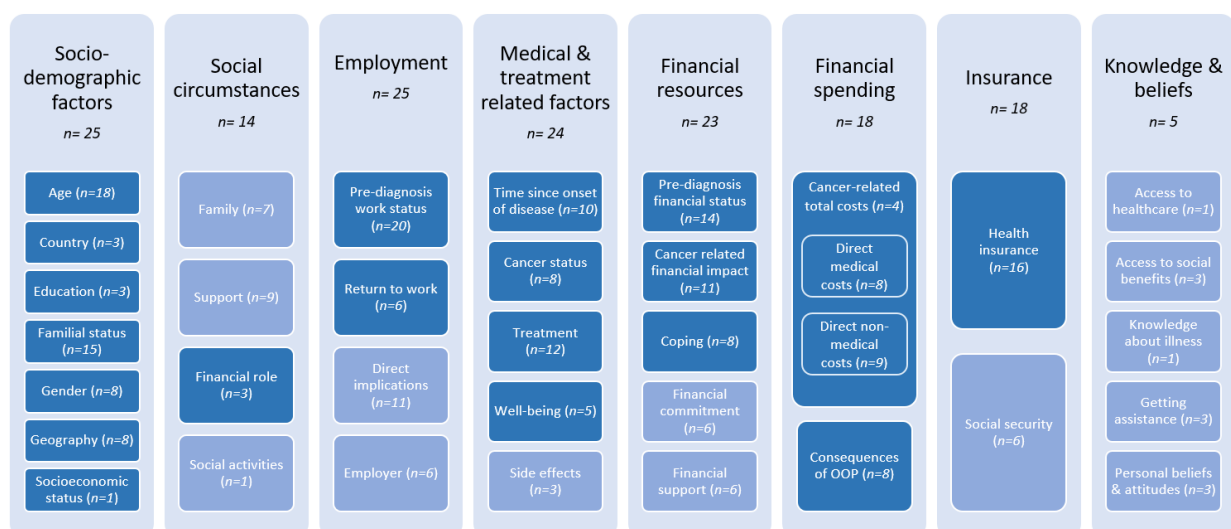 Socio-
demographic
factors
n= 25
Age (n=18)
Country (n=3)
Education (n=3)
Familial status
(n=15)
Gender (n=8)
Geography (n=8)
Socioeconomic
status (n=1)
Social
circumstances
n= 14
Family (n=7)
Support (n=9)
Financial role
(n=3)
Social activities
(n=1)
Employment
n= 25
Pre-diagnosis
work status
(n=20)
Return to work
(n=6)
Direct
implications
(n=11)
Employer (n=6)
Medical &
treatment
related factors
n= 24
Time since onset
of disease (n=10)
Cancer status
(n=8)
Treatment
(n=12)
Well-being (n=5)
Side effects
(n=3)
Financial
resources
n= 23
Pre-diagnosis
financial status
(n=14)
Cancer related
financial impact
(n=11)
Coping (n=8)
Financial
commitment
(n=6)
Financial
support (n=6)
Financial
spending
n= 18
Cancer-related
total costs (n=4)
Direct
medical
costs (n=8)
Direct non-
medical
costs (n=9)
Consequences
of OOP (n=8)
Insurance
n= 18
Health
insurance
(n=16)
Social security
(n=6)
Knowledge &
beliefs
n= 5
Access to
healthcare (n=1)
Access to social
benefits (n=3)
Knowledge
about illness
(n=1)
Getting
assistance (n=3)
Personal beliefs
& attitudes (n=3)